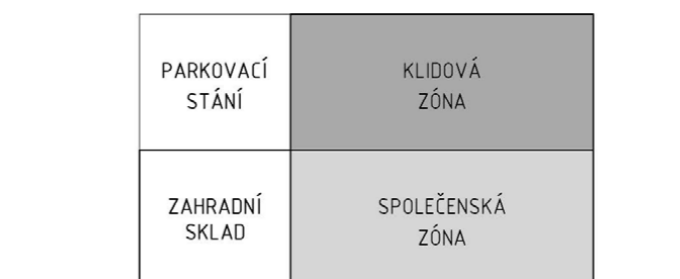 PARKOVACÍ
STÁNÍ
KLIDOVÁ
ZÓNA
ZAHRADNÍ
SKLAD
SPOLEČENSKÁ
ZÓNA